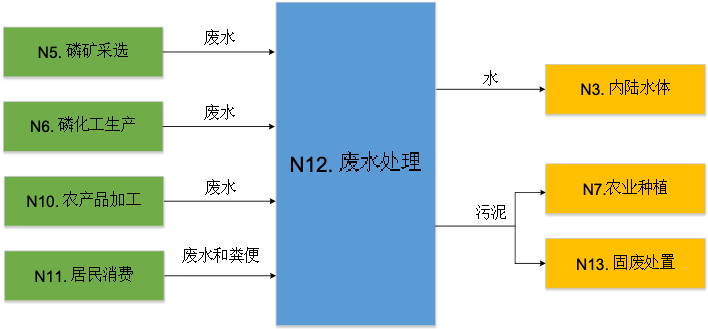 N5. 磷矿采选
废水
N6. 磷化工生产
废水
N10. 农产品加工
废水
N11. 居民消费
废水和粪便
N12. 废水处理
水
N3. 内陆水体
污泥
N7.农业种植
N13. 固废处置